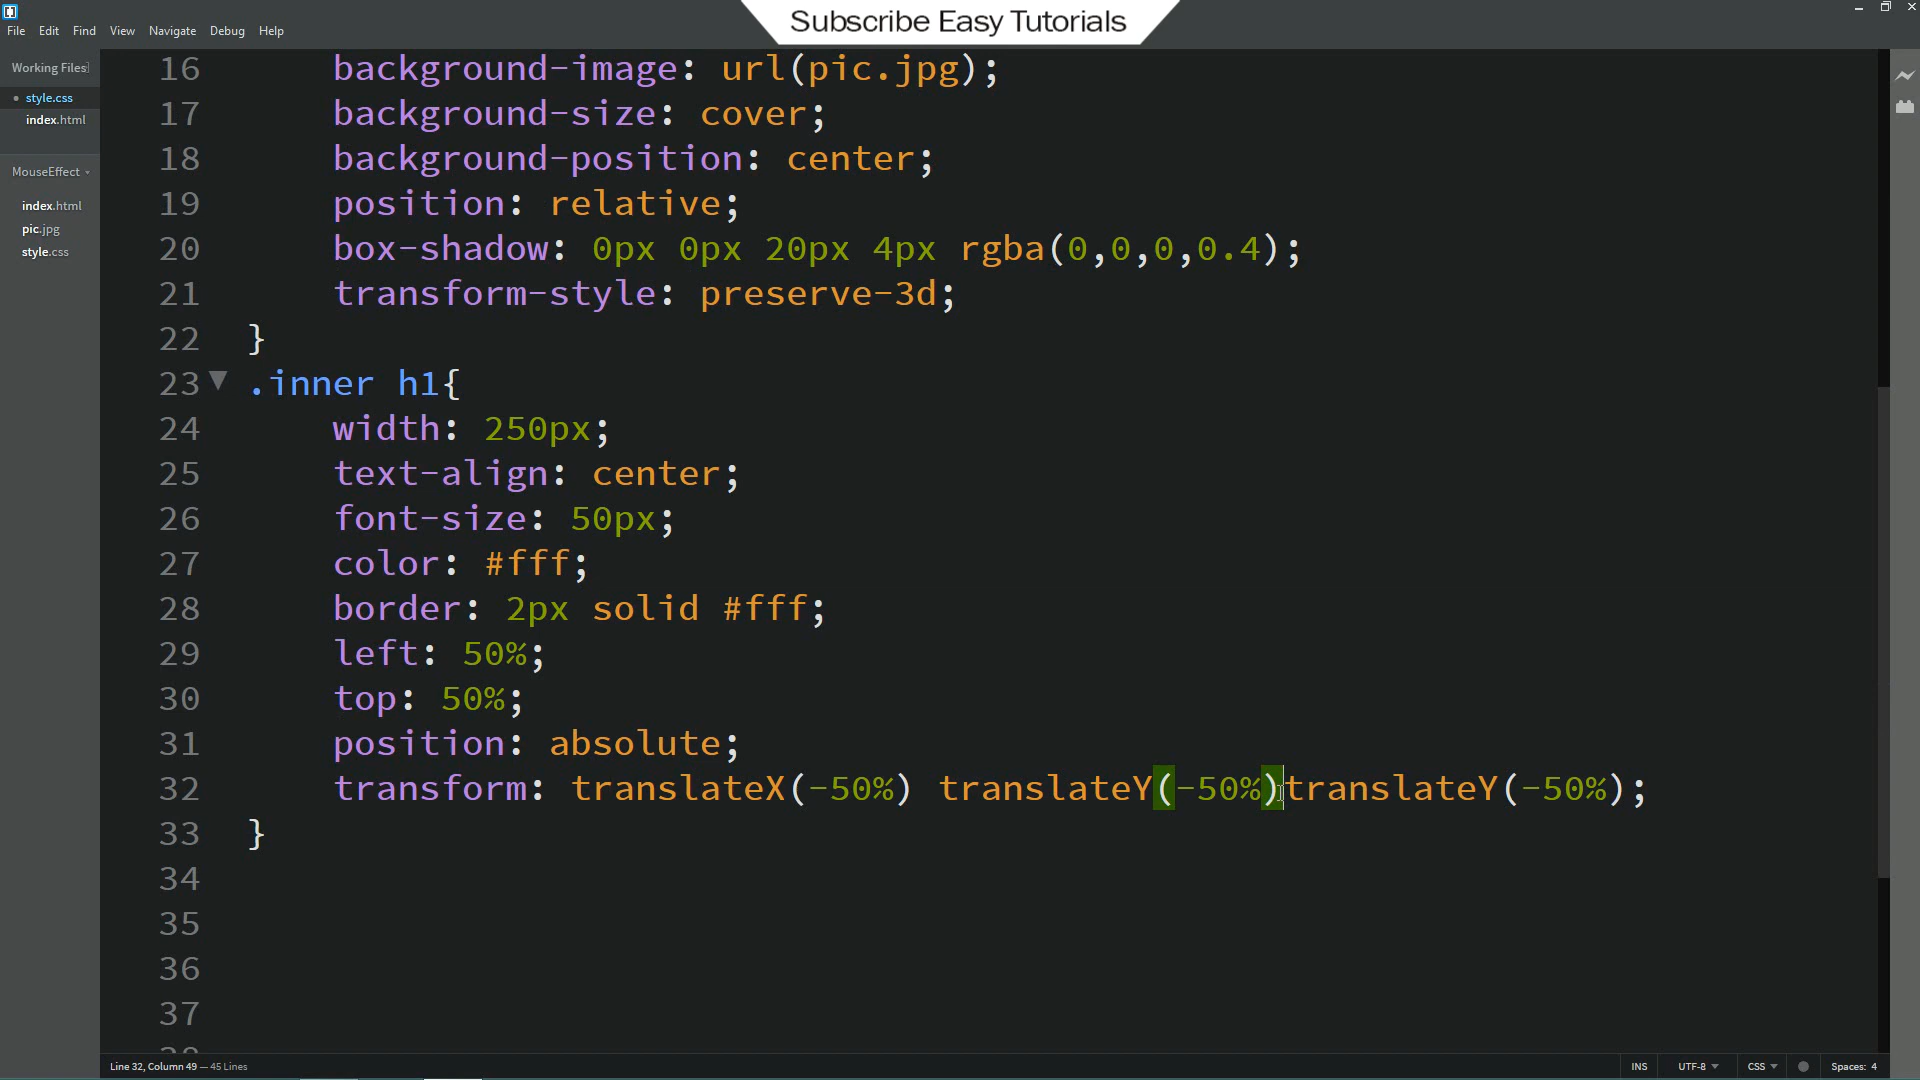 Subscribe Easy Tutorials
File Edit Find View Navigate Debug Help
Working Files
style.css
index.html
MouseEffect
index.html
pic.jpg
style.css
16 background-image: url(pic.jpg);
17 background-size: cover;
18 background-position: center;
19 position: relative;
20 box-shadow: 0px 0px 20px 4px rgba(0,0,0,0.4);
21 transform-style: preserve-3d;
22 }
23 .inner h1{
24 width: 250px;
25 text-align: center;
26 font-size: 50px;
27 color: #fff;
28 border: 2px solid #fff;
29 left: 50%;
30 top: 50%;
31 position: absolute;
32 transform: translateX(-50%) translateY(-50%)translateY(-50%);
33 }
34
35
36
37
Line 32, Column 49 — 45 Lines
INS UTF-8 CSS Spaces: 4